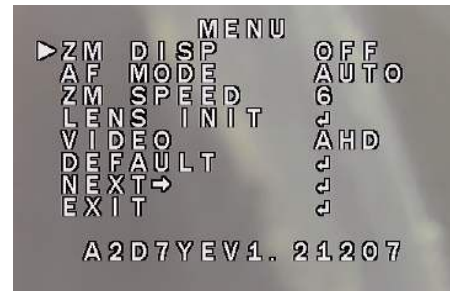 MENU
ZM DISP OFF
AF MODE AUTO
ZM SPEED 6
LENS INIT ↲
VIDEO AHD
DEFAULT ↲
NEXT→ ↲
EXIT ↲
A2D7YEV1.21207